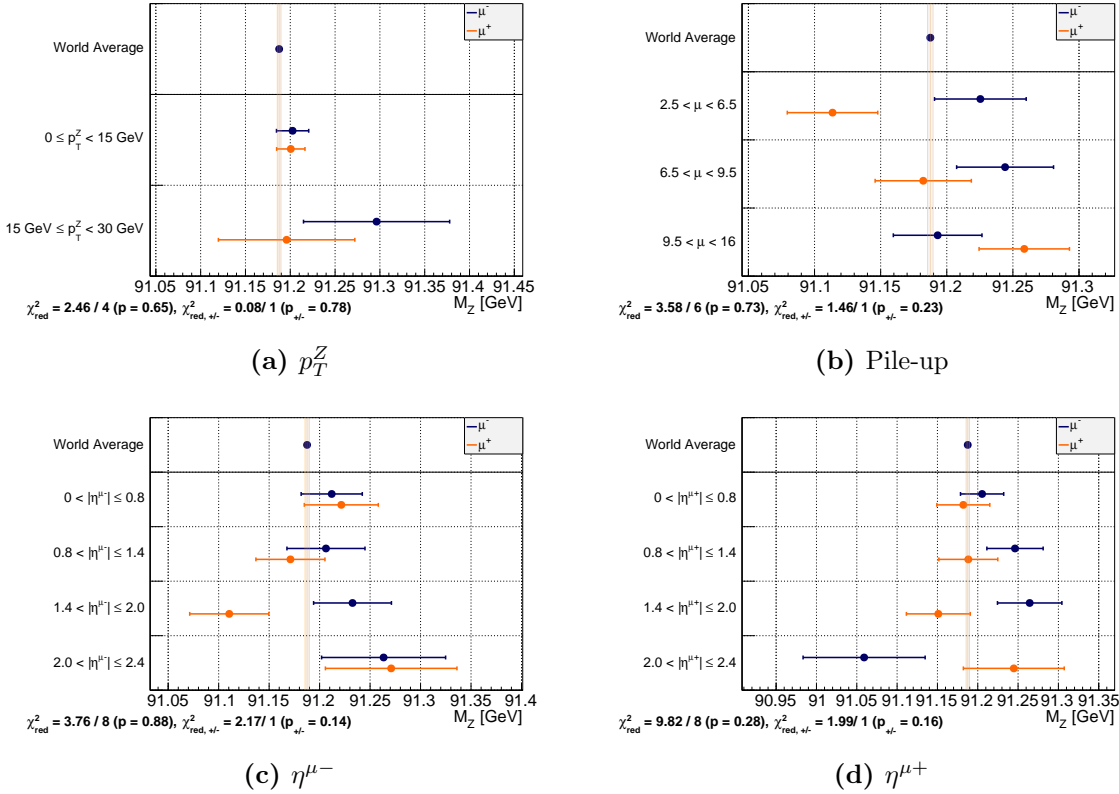 μ⁻
μ⁺
World Average
0 ≤ p_T^Z < 15 GeV
15 GeV ≤ p_T^Z < 30 GeV
91.05 91.1 91.15 91.2 91.25 91.3 91.35 91.4 91.45
M_Z [GeV]
χ²_red = 2.46 / 4 (p = 0.65), χ²_red, +/- = 0.08/ 1 (p_+/- = 0.78)
(a) p_T^Z
μ⁻
μ⁺
World Average
2.5 < μ < 6.5
6.5 < μ < 9.5
9.5 < μ < 16
91.05 91.1 91.15 91.2 91.25 91.3
M_Z [GeV]
χ²_red = 3.58 / 6 (p = 0.73), χ²_red, +/- = 1.46/ 1 (p_+/- = 0.23)
(b) Pile-up
μ⁻
μ⁺
World Average
0 < |η^μ⁻| ≤ 0.8
0.8 < |η^μ⁻| ≤ 1.4
1.4 < |η^μ⁻| ≤ 2.0
2.0 < |η^μ⁻| ≤ 2.4
91.05 91.1 91.15 91.2 91.25 91.3 91.35 91.4
M_Z [GeV]
χ²_red = 3.76 / 8 (p = 0.88), χ²_red, +/- = 2.17/ 1 (p_+/- = 0.14)
(c) η^μ−
μ⁻
μ⁺
World Average
0 < |η^μ⁺| ≤ 0.8
0.8 < |η^μ⁺| ≤ 1.4
1.4 < |η^μ⁺| ≤ 2.0
2.0 < |η^μ⁺| ≤ 2.4
90.95 91 91.05 91.1 91.15 91.2 91.25 91.3 91.35
M_Z [GeV]
χ²_red = 9.82 / 8 (p = 0.28), χ²_red, +/- = 1.99/ 1 (p_+/- = 0.16)
(d) η^μ+